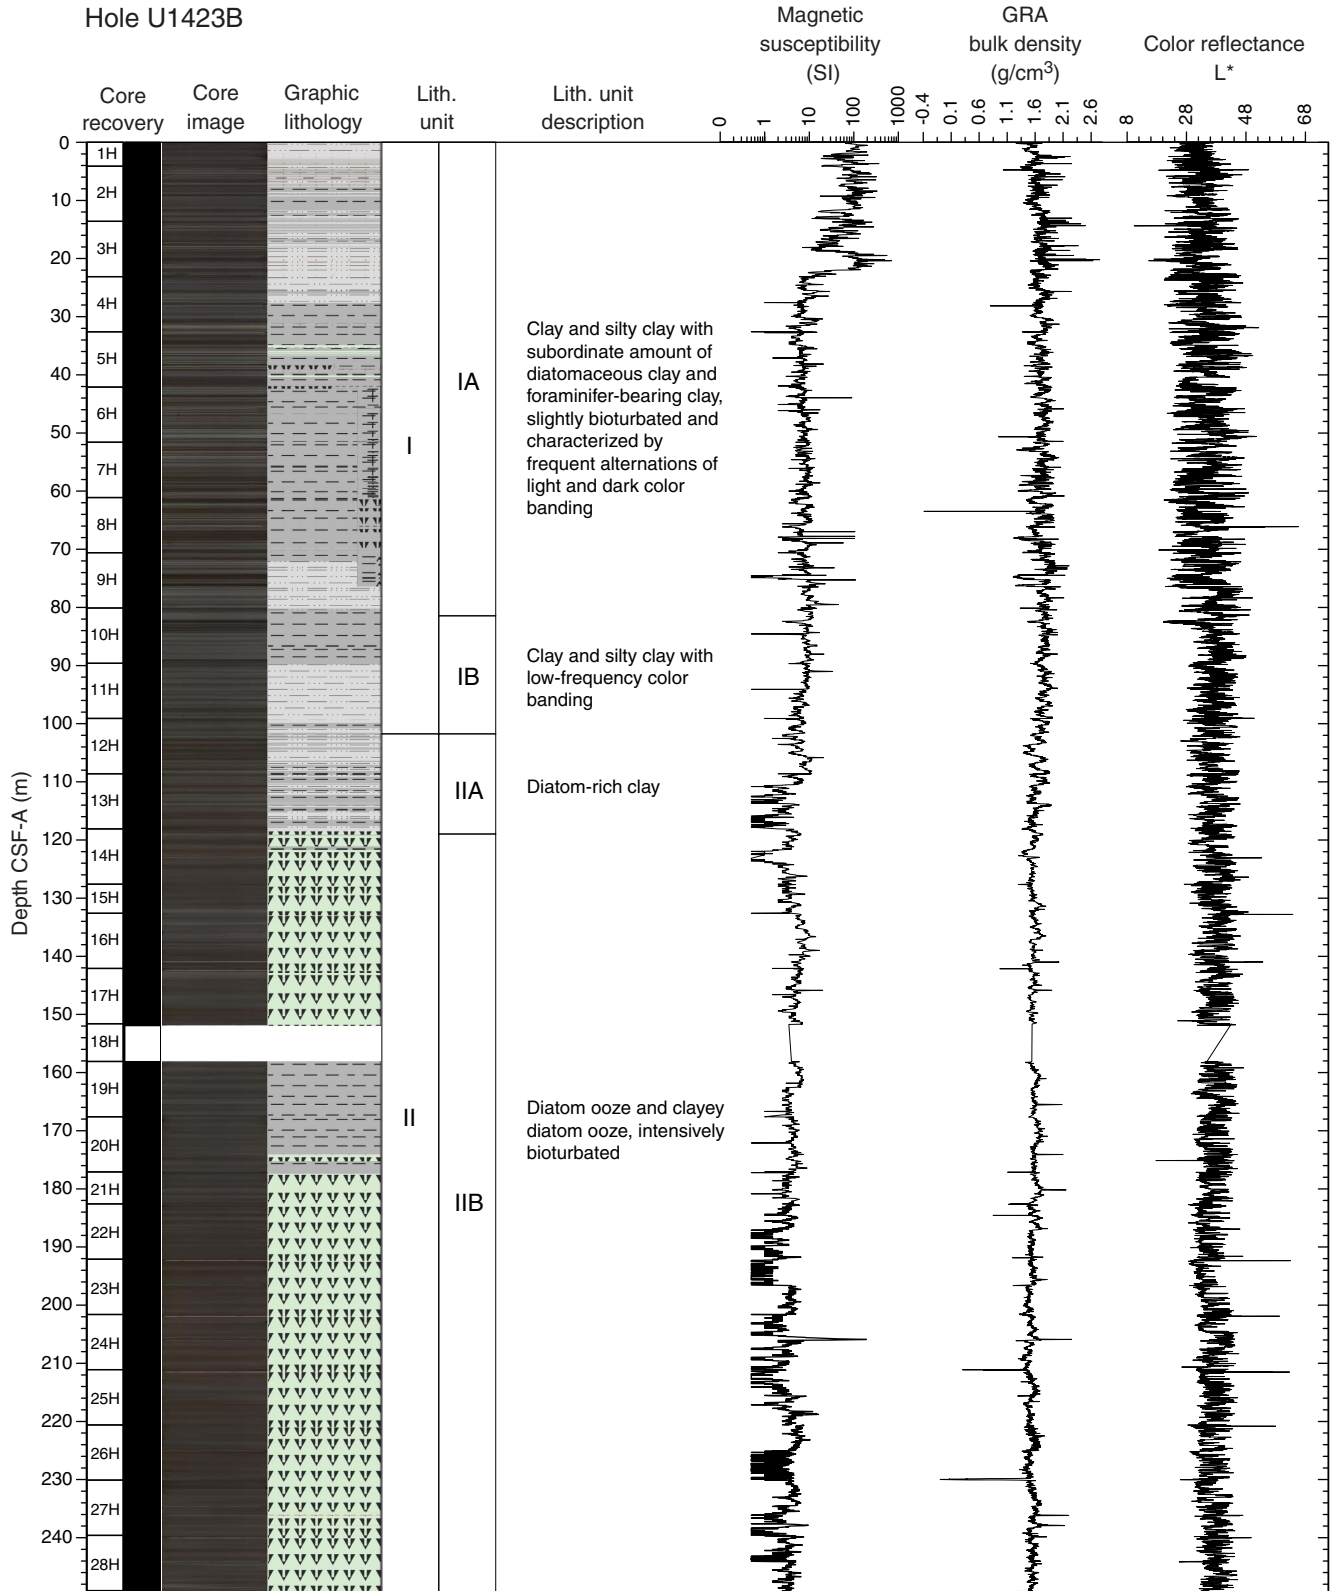 Hole U1423B
Core
recovery
Core
image
Graphic
lithology
Lith.
unit
Lith. unit
description
Magnetic
susceptibility
(SI)
GRA
bulk density
(g/cm³)
Color reflectance
L*
0
1
10
100
1000
-0.4
0.1
0.6
1.1
1.6
2.1
2.6
8
28
48
68
Depth CSF-A (m)
0
10
20
30
40
50
60
70
80
90
100
110
120
130
140
150
160
170
180
190
200
210
220
230
240
1H
2H
3H
4H
5H
6H
7H
8H
9H
10H
11H
12H
13H
14H
15H
16H
17H
18H
19H
20H
21H
22H
23H
24H
25H
26H
27H
28H
I
II
IA
IB
IIA
IIB
Clay and silty clay with
subordinate amount of
diatomaceous clay and
foraminifer-bearing clay,
slightly bioturbated and
characterized by
frequent alternations of
light and dark color
banding
Clay and silty clay with
low-frequency color
banding
Diatom-rich clay
Diatom ooze and clayey
diatom ooze, intensively
bioturbated